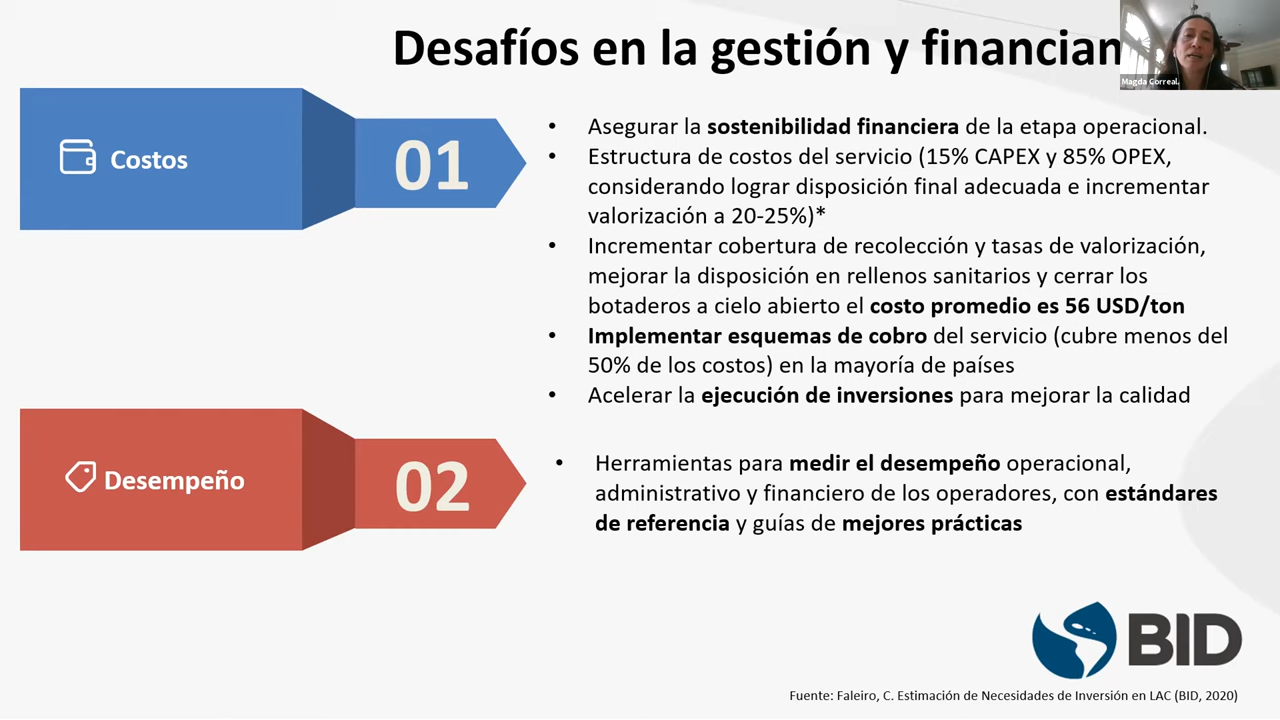 Desafíos en la gestión y financian
Magda Correal.
Costos
01
• Asegurar la sostenibilidad financiera de la etapa operacional.
• Estructura de costos del servicio (15% CAPEX y 85% OPEX,
considerando lograr disposición final adecuada e incrementar
valorización a 20-25%)*
• Incrementar cobertura de recolección y tasas de valorización,
mejorar la disposición en rellenos sanitarios y cerrar los
botaderos a cielo abierto el costo promedio es 56 USD/ton
• Implementar esquemas de cobro del servicio (cubre menos del
50% de los costos) en la mayoría de países
• Acelerar la ejecución de inversiones para mejorar la calidad
Desempeño
02
• Herramientas para medir el desempeño operacional,
administrativo y financiero de los operadores, con estándares
de referencia y guías de mejores prácticas
BID
Fuente: Faleiro, C. Estimación de Necesidades de Inversión en LAC (BID, 2020)